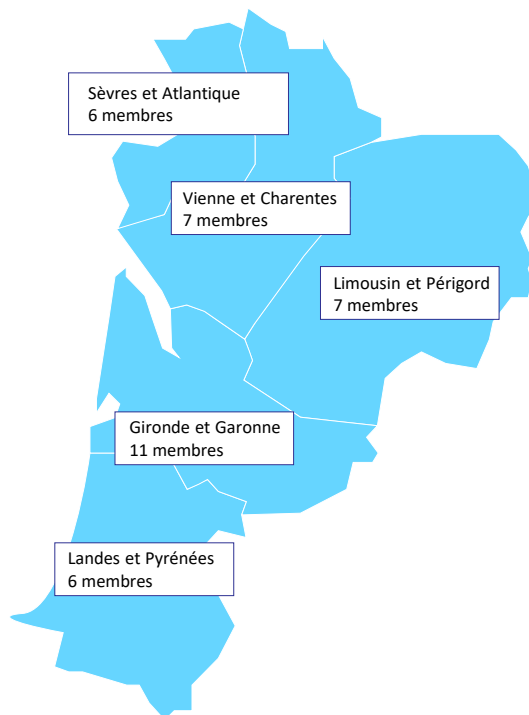 Sèvres et Atlantique
6 membres
Vienne et Charentes
7 membres
Limousin et Périgord
7 membres
Gironde et Garonne
11 membres
Landes et Pyrénées
6 membres